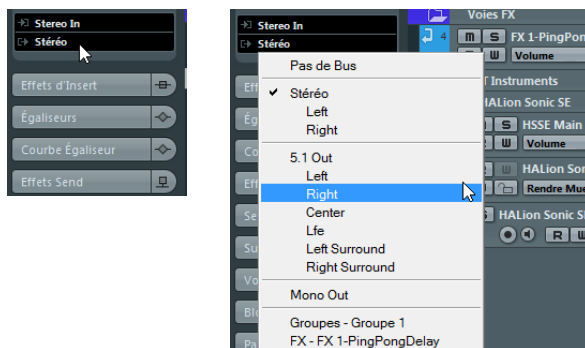 Stereo In
Stéréo
Effets d'Insert
Égaliseurs
Courbe Égaliseur
Effets Send
Stereo In
Stéréo
Pas de Bus
Stéréo
Left
Right
5.1 Out
Left
Right
Center
Lfe
Left Surround
Right Surround
Mono Out
Groupes - Groupe 1
FX - FX 1-PingPongDelay
Voies FX
4 m S FX 1-PingPon
W Volume
Instruments
HALion Sonic SE
S HSSE Main
W Volume
W HALion Son
Rendre Mue
HALion Sonic S
R W